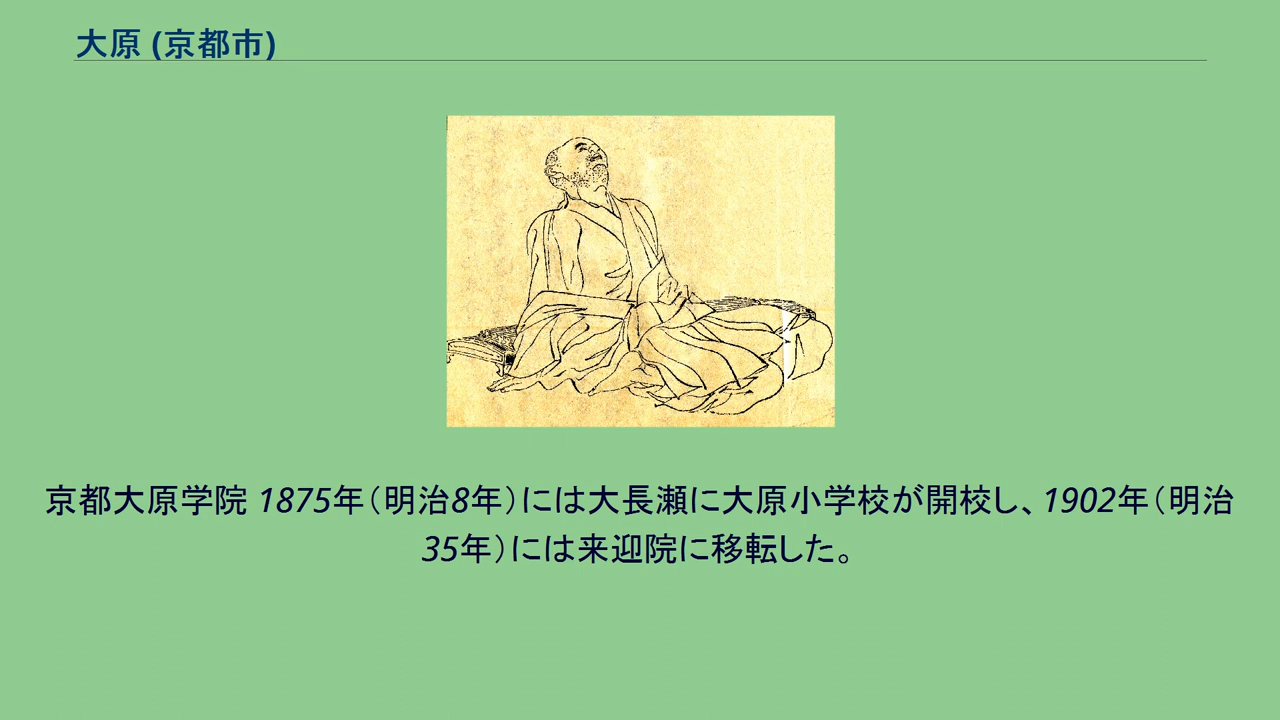 大原 (京都市)
京都大原学院 1875年（明治8年）には大長瀬に大原小学校が開校し、1902年（明治
35年）には来迎院に移転した。